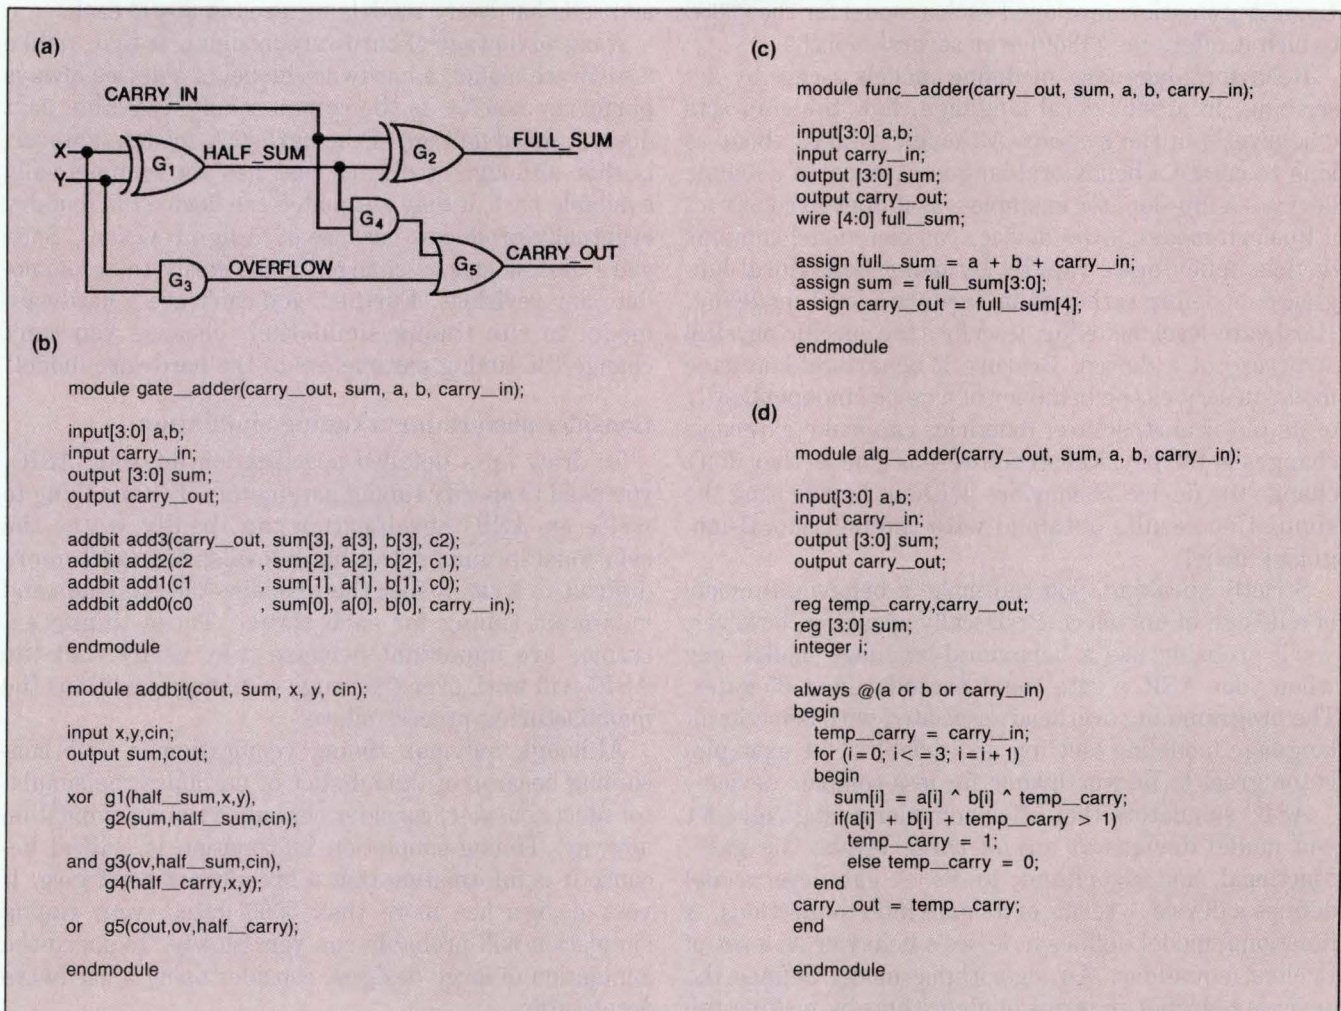 (a)
CARRY_IN
X
Y
G1
HALF_SUM
G2
FULL_SUM
G4
G3
OVERFLOW
G5
CARRY_OUT
(b)
module gate__adder(carry__out, sum, a, b, carry__in);
input[3:0] a,b;
input carry__in;
output [3:0] sum;
output carry__out;
addbit add3(carry__out, sum[3], a[3], b[3], c2);
addbit add2(c2 , sum[2], a[2], b[2], c1);
addbit add1(c1 , sum[1], a[1], b[1], c0);
addbit add0(c0 , sum[0], a[0], b[0], carry__in);
endmodule
module addbit(cout, sum, x, y, cin);
input x,y,cin;
output sum,cout;
xor g1(half__sum,x,y),
g2(sum,half__sum,cin);
and g3(ov,half__sum,cin),
g4(half__carry,x,y);
or g5(cout,ov,half__carry);
endmodule
(c)
module func__adder(carry__out, sum, a, b, carry__in);
input[3:0] a,b;
input carry__in;
output [3:0] sum;
output carry__out;
wire [4:0] full__sum;
assign full__sum = a + b + carry__in;
assign sum = full__sum[3:0];
assign carry__out = full__sum[4];
endmodule
(d)
module alg__adder(carry__out, sum, a, b, carry__in);
input[3:0] a,b;
input carry__in;
output [3:0] sum;
output carry__out;
reg temp__carry,carry__out;
reg [3:0] sum;
integer i;
always @(a or b or carry__in)
begin
temp__carry = carry__in;
for (i=0; i<=3; i=i+1)
begin
sum[i] = a[i] ^ b[i] ^ temp__carry;
if(a[i] + b[i] + temp__carry > 1)
temp__carry = 1;
else temp__carry = 0;
end
carry__out = temp__carry;
end
endmodule